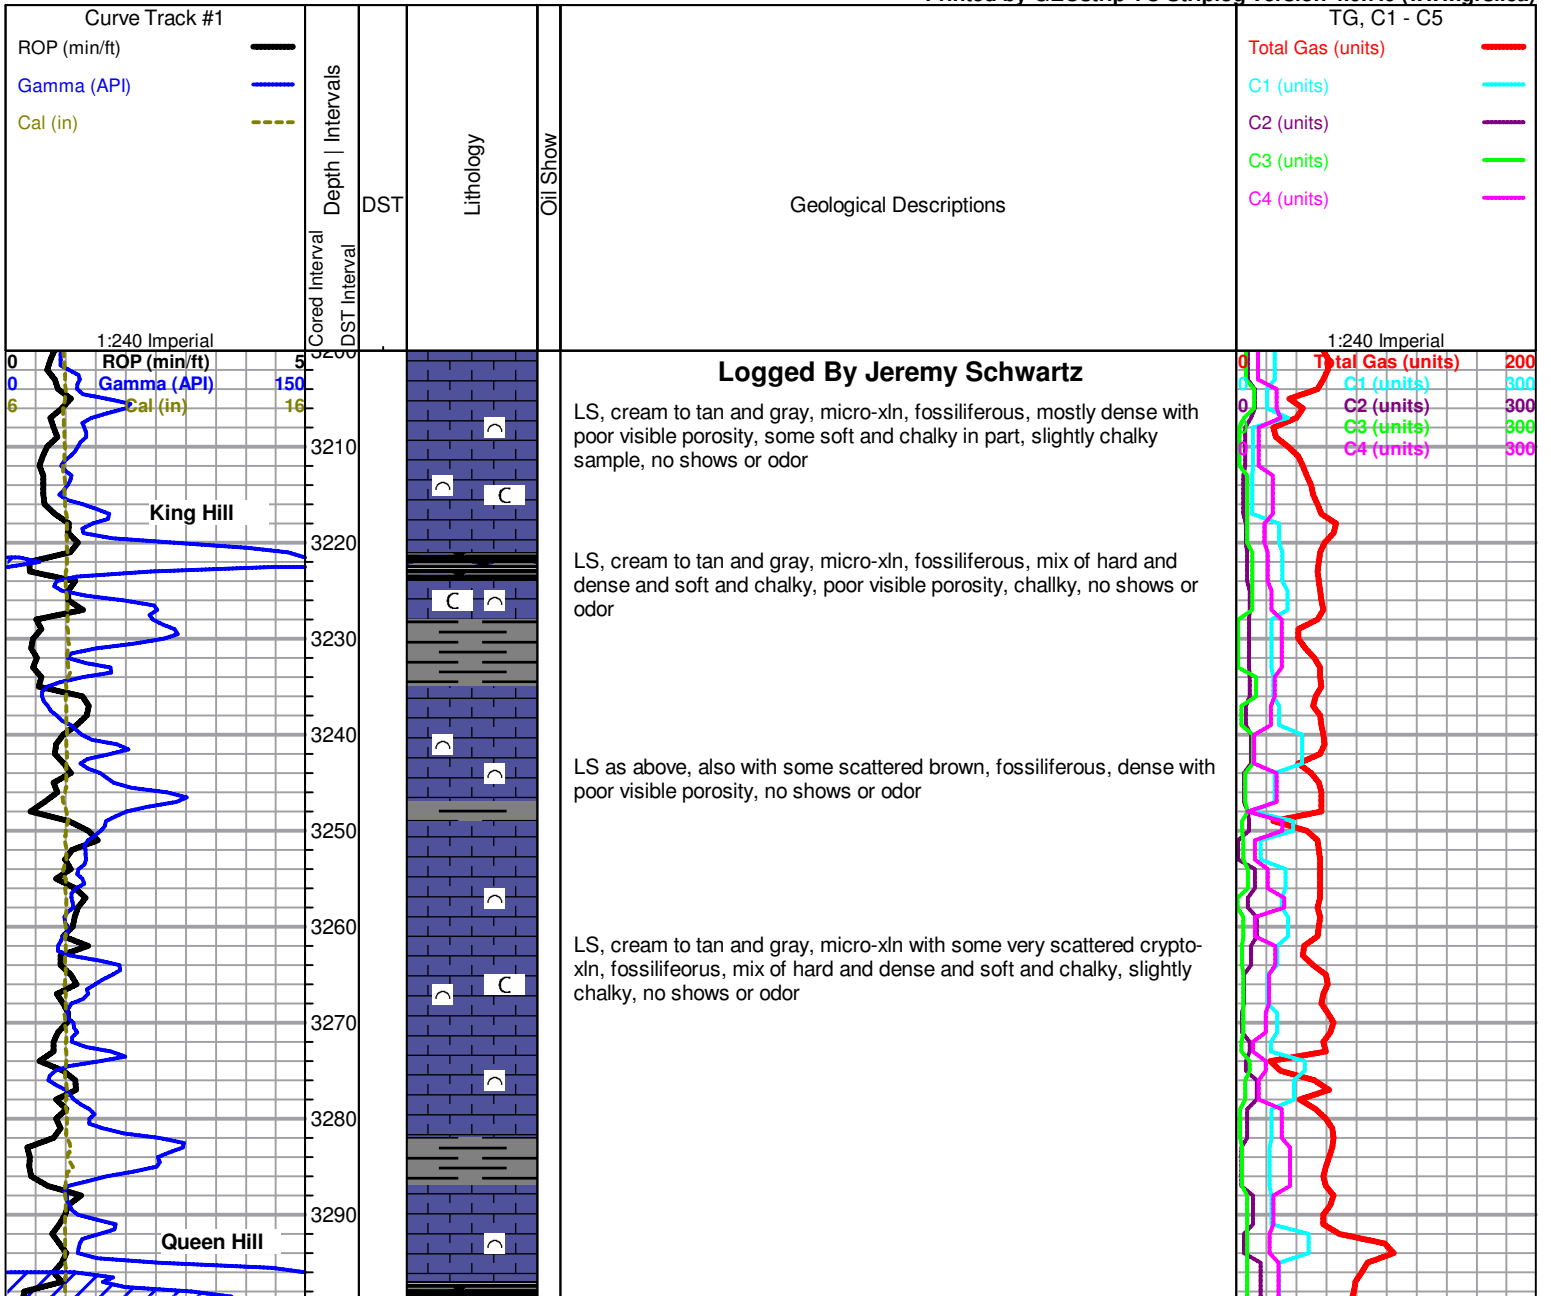 Curve Track #1
ROP (min/ft)
Gamma (API)
Cal (in)
1:240 Imperial
Depth | Intervals
Cored Interval
DST Interval
DST
Lithology
Oil Show
Geological Descriptions
TG, C1 - C5
Total Gas (units)
C1 (units)
C2 (units)
C3 (units)
C4 (units)
1:240 Imperial
0 ROP (min/ft) 5
0 Gamma (API) 150
6 Cal (in) 16
0 Total Gas (units) 200
C1 (units) 300
0 C2 (units) 300
C3 (units) 300
C4 (units) 300
3200
Logged By Jeremy Schwartz
LS, cream to tan and gray, micro-xln, fossiliferous, mostly dense with
poor visible porosity, some soft and chalky in part, slightly chalky
sample, no shows or odor
3210
C
King Hill
3220
LS, cream to tan and gray, micro-xln, fossiliferous, mix of hard and
dense and soft and chalky, poor visible porosity, challky, no shows or
odor
C
3230
3240
LS as above, also with some scattered brown, fossiliferous, dense with
poor visible porosity, no shows or odor
3250
3260
LS, cream to tan and gray, micro-xln with some very scattered crypto-
xln, fossilifeorus, mix of hard and dense and soft and chalky, slightly
chalky, no shows or odor
C
3270
3280
3290
Queen Hill